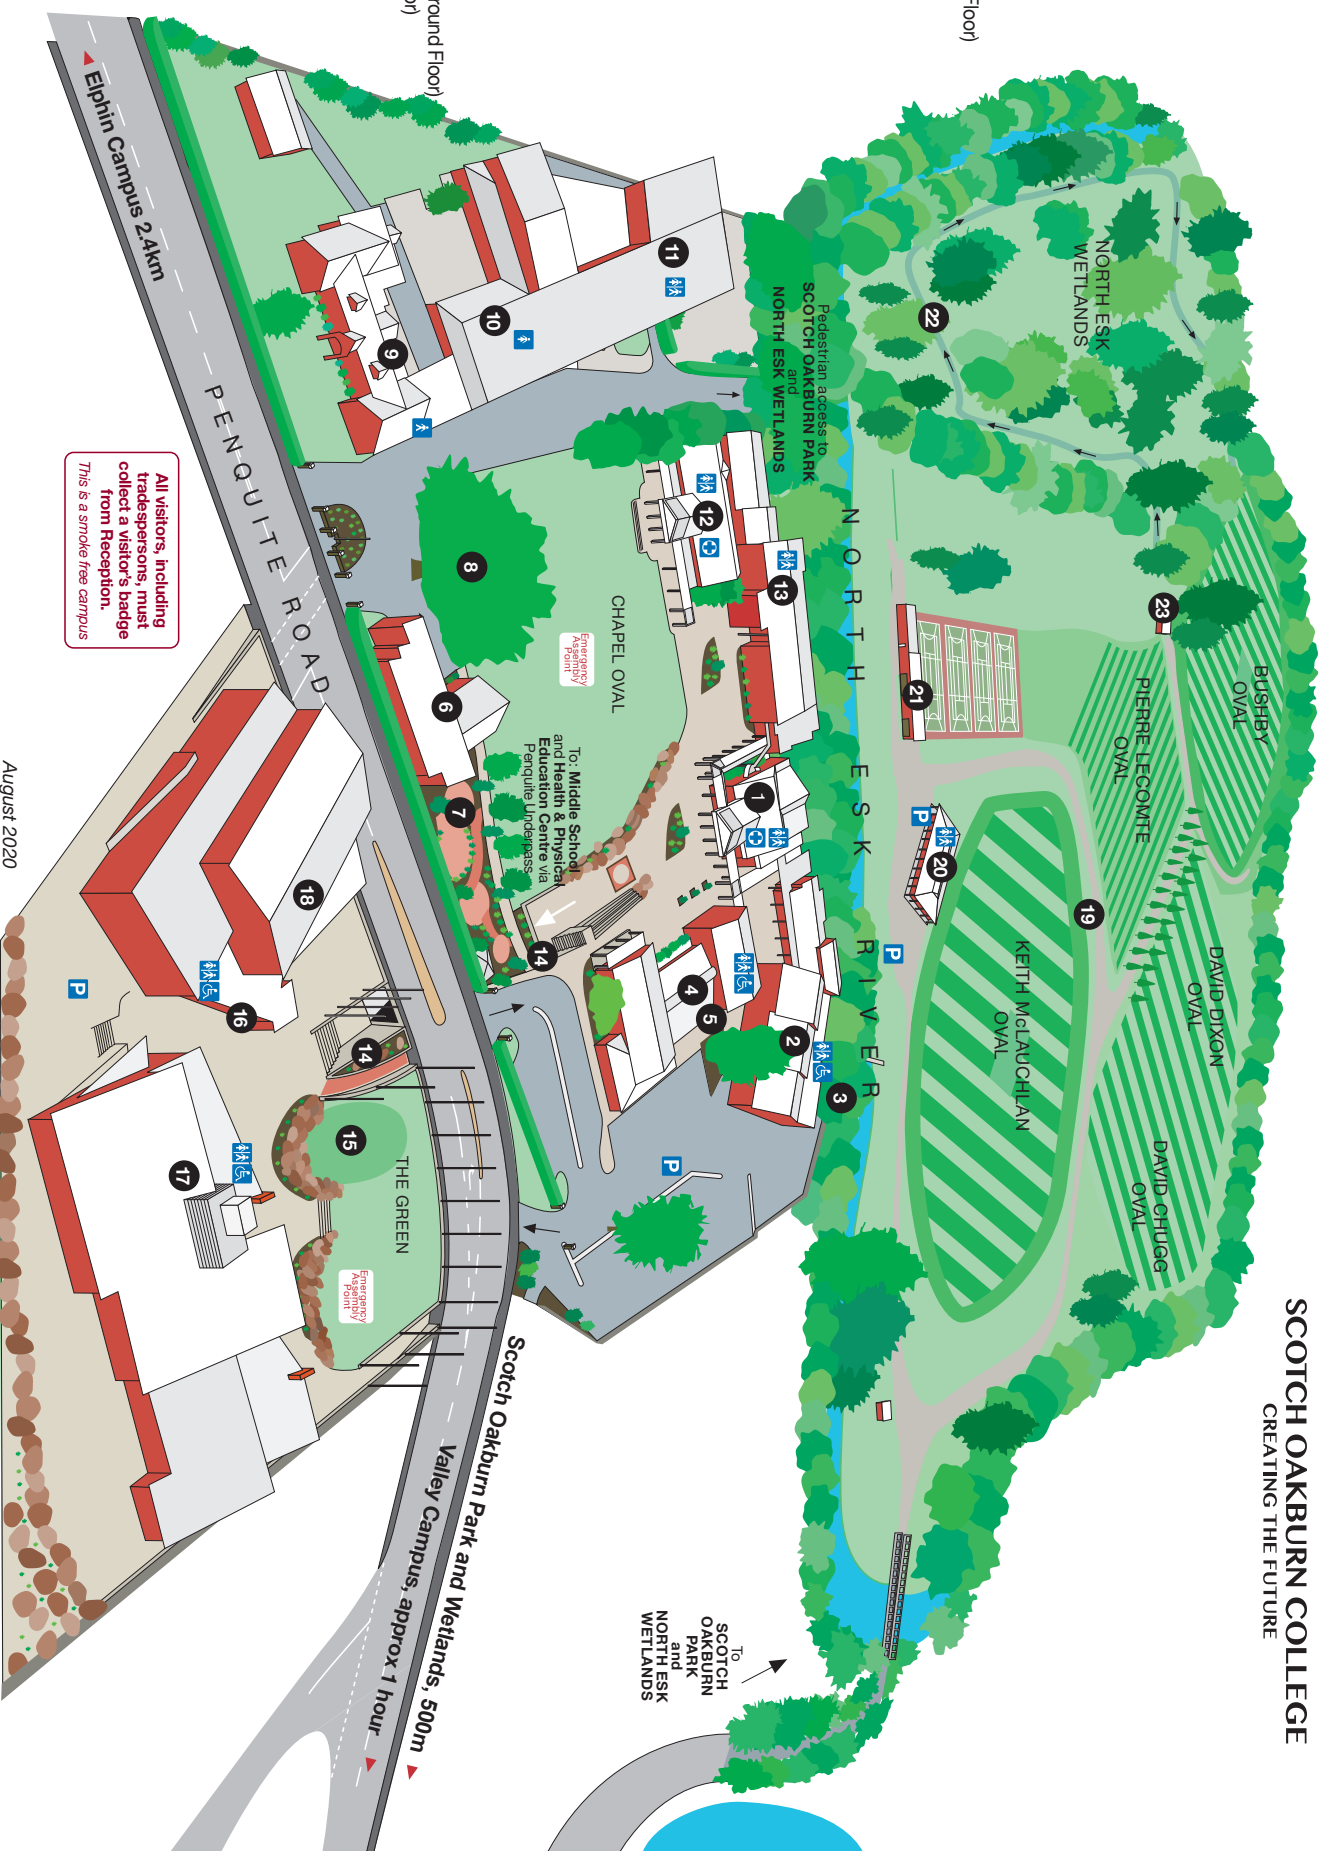 SCOTCH OAKBURN COLLEGE
CREATING THE FUTURE
Floor)
round Floor)
or)
NORTH ESK
WETLANDS
22
23
BUSHBY
OVAL
PIERRE LECOMTE
OVAL
DAVID DIXON
OVAL
DAVID CHUGG
OVAL
19
21
20
P
P
KEITH McLAUCHLAN
OVAL
NORTH ESK RIVER
Pedestrian access to
SCOTCH OAKBURN PARK
and
NORTH ESK WETLANDS
11
10
9
12
13
8
CHAPEL OVAL
Emergency
Assembly
Point
1
6
7
To: Middle School
and Health & Physical
Education Centre via
Penquite Underpass
14
4
5
2
3
P
To
SCOTCH
OAKBURN
PARK
and
NORTH ESK
WETLANDS
Elphin Campus 2.4km
PENQUITE ROAD
Scotch Oakburn Park and Wetlands, 500m
Valley Campus, approx 1 hour
18
16
14
15
THE GREEN
Emergency
Assembly
Point
17
P
All visitors, including
tradespersons, must
collect a visitor's badge
from Reception.
This is a smoke free campus
August 2020